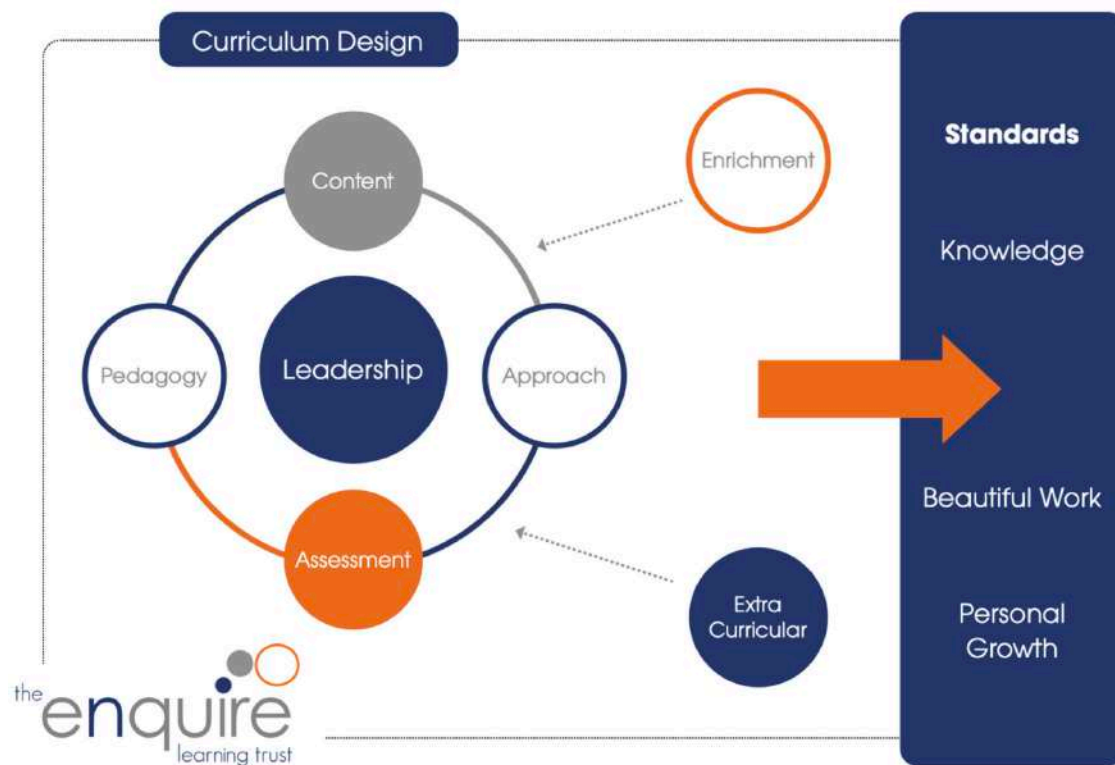 Curriculum Design
Content
Enrichment
Pedagogy
Leadership
Approach
Assessment
Extra
Curricular
Standards
Knowledge
Beautiful Work
Personal
Growth
the
enquire
learning trust